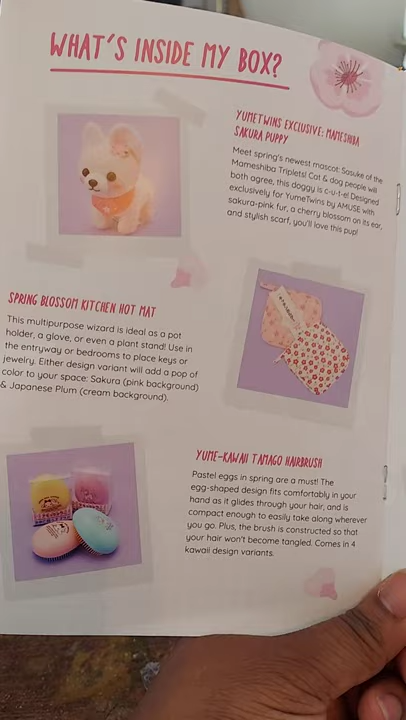 WHAT'S INSIDE MY BOX?
YUMETWINS EXCLUSIVE: MAMESHIBA
SAKURA PUPPY
Meet spring's newest mascot: Sasuke of the
Mameshiba Triplets! Cat & dog people will
both agree, this doggy is c-u-t-e! Designed
exclusively for YumeTwins by AMUSE with
sakura-pink fur, a cherry blossom on its ear,
and stylish scarf, you'll love this pup!
SPRING BLOSSOM KITCHEN HOT MAT
This multipurpose wizard is ideal as a pot
holder, a glove, or even a plant stand! Use in
the entryway or bedrooms to place keys or
jewelry. Either design variant will add a pop of
color to your space: Sakura (pink background)
& Japanese Plum (cream background).
YUME-KAWAII TAMAGO HAIRBRUSH
Pastel eggs in spring are a must! The
egg-shaped design fits comfortably in your
hand as it glides through your hair, and is
compact enough to easily take along wherever
you go. Plus, the brush is constructed so that
your hair won't become tangled. Comes in 4
kawaii design variants.